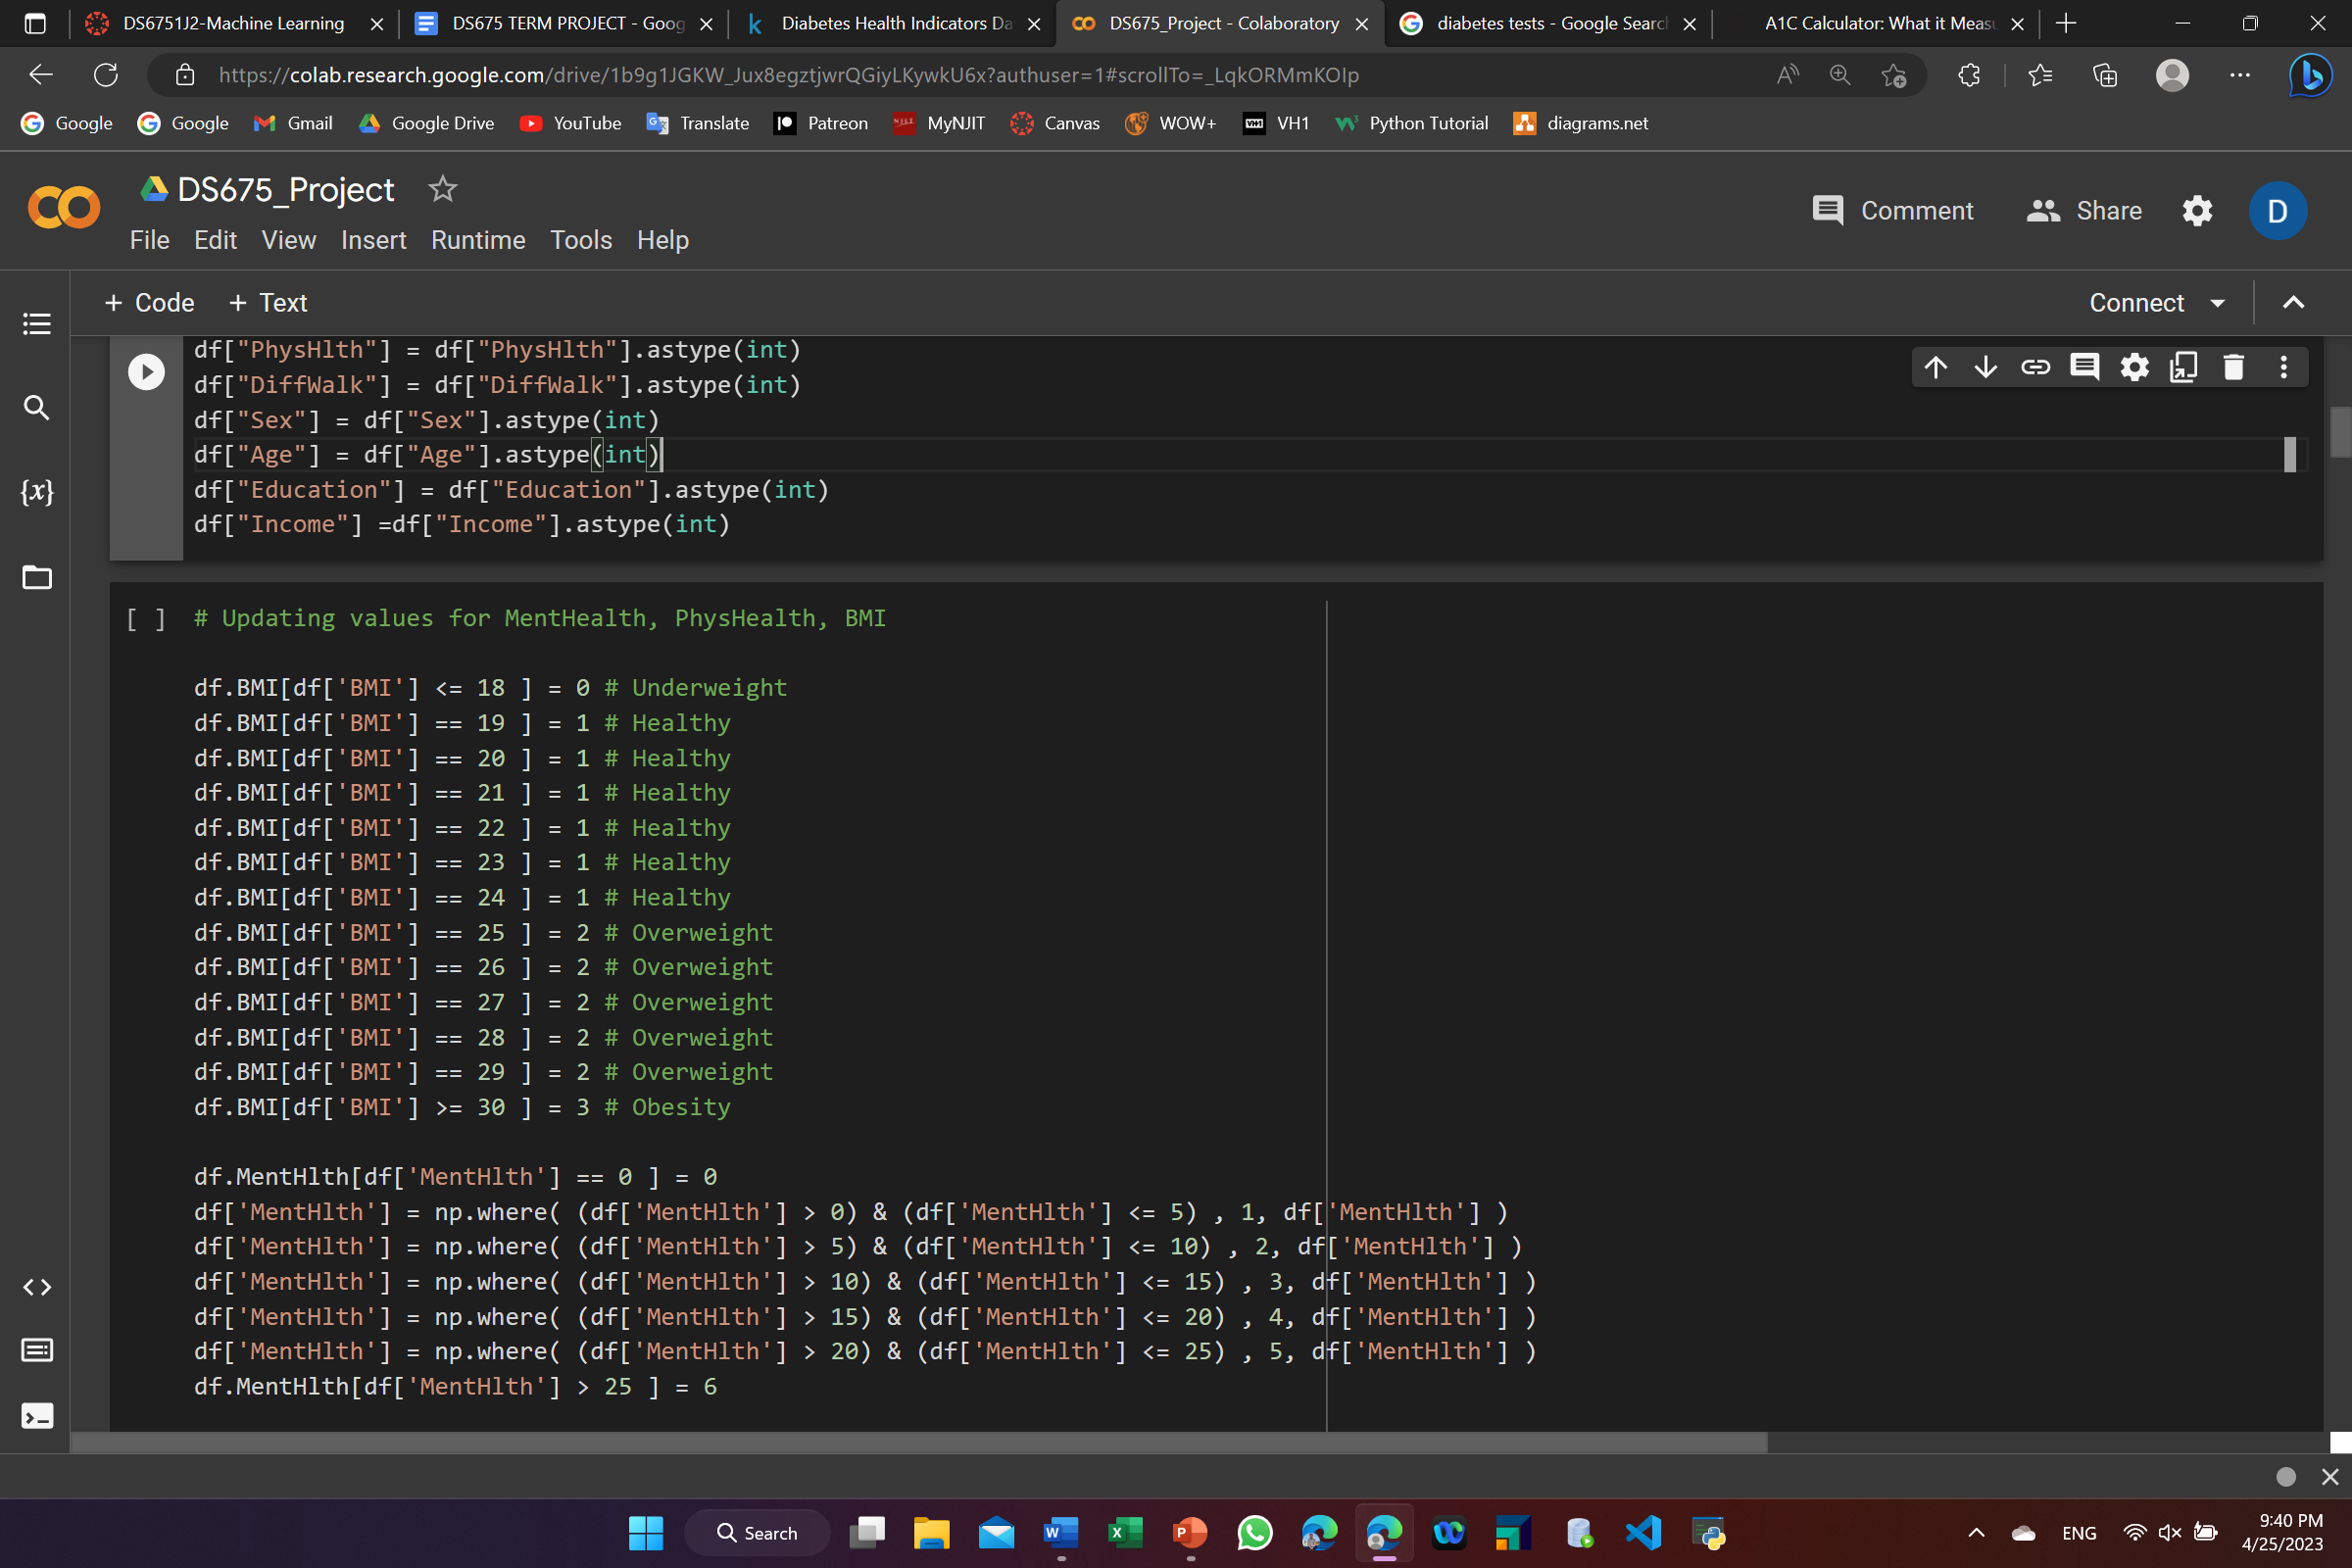 DS6751J2-Machine Learning
DS675 TERM PROJECT - Goog
Diabetes Health Indicators Da
DS675_Project - Colaboratory
diabetes tests - Google Search
A1C Calculator: What it Measu
https://colab.research.google.com/drive/1b9g1JGKW_Jux8egztjwrQGiyLKywkU6x?authuser=1#scrollTo=_LqkORMmKOIp
Google
Google
Gmail
Google Drive
YouTube
Translate
Patreon
MyNJIT
Canvas
WOW+
VH1
Python Tutorial
diagrams.net
DS675_Project
File Edit View Insert Runtime Tools Help
Comment
Share
D
+ Code + Text
Connect
df["PhysHlth"] = df["PhysHlth"].astype(int)
df["DiffWalk"] = df["DiffWalk"].astype(int)
df["Sex"] = df["Sex"].astype(int)
df["Age"] = df["Age"].astype(int)
df["Education"] = df["Education"].astype(int)
df["Income"] =df["Income"].astype(int)
{x}
[ ] # Updating values for MentHealth, PhysHealth, BMI
df.BMI[df['BMI'] <= 18 ] = 0 # Underweight
df.BMI[df['BMI'] == 19 ] = 1 # Healthy
df.BMI[df['BMI'] == 20 ] = 1 # Healthy
df.BMI[df['BMI'] == 21 ] = 1 # Healthy
df.BMI[df['BMI'] == 22 ] = 1 # Healthy
df.BMI[df['BMI'] == 23 ] = 1 # Healthy
df.BMI[df['BMI'] == 24 ] = 1 # Healthy
df.BMI[df['BMI'] == 25 ] = 2 # Overweight
df.BMI[df['BMI'] == 26 ] = 2 # Overweight
df.BMI[df['BMI'] == 27 ] = 2 # Overweight
df.BMI[df['BMI'] == 28 ] = 2 # Overweight
df.BMI[df['BMI'] == 29 ] = 2 # Overweight
df.BMI[df['BMI'] >= 30 ] = 3 # Obesity
df.MentHlth[df['MentHlth'] == 0 ] = 0
df['MentHlth'] = np.where( (df['MentHlth'] > 0) & (df['MentHlth'] <= 5) , 1, df['MentHlth'] )
df['MentHlth'] = np.where( (df['MentHlth'] > 5) & (df['MentHlth'] <= 10) , 2, df['MentHlth'] )
df['MentHlth'] = np.where( (df['MentHlth'] > 10) & (df['MentHlth'] <= 15) , 3, df['MentHlth'] )
df['MentHlth'] = np.where( (df['MentHlth'] > 15) & (df['MentHlth'] <= 20) , 4, df['MentHlth'] )
df['MentHlth'] = np.where( (df['MentHlth'] > 20) & (df['MentHlth'] <= 25) , 5, df['MentHlth'] )
df.MentHlth[df['MentHlth'] > 25 ] = 6
Search
ENG
9:40 PM
4/25/2023